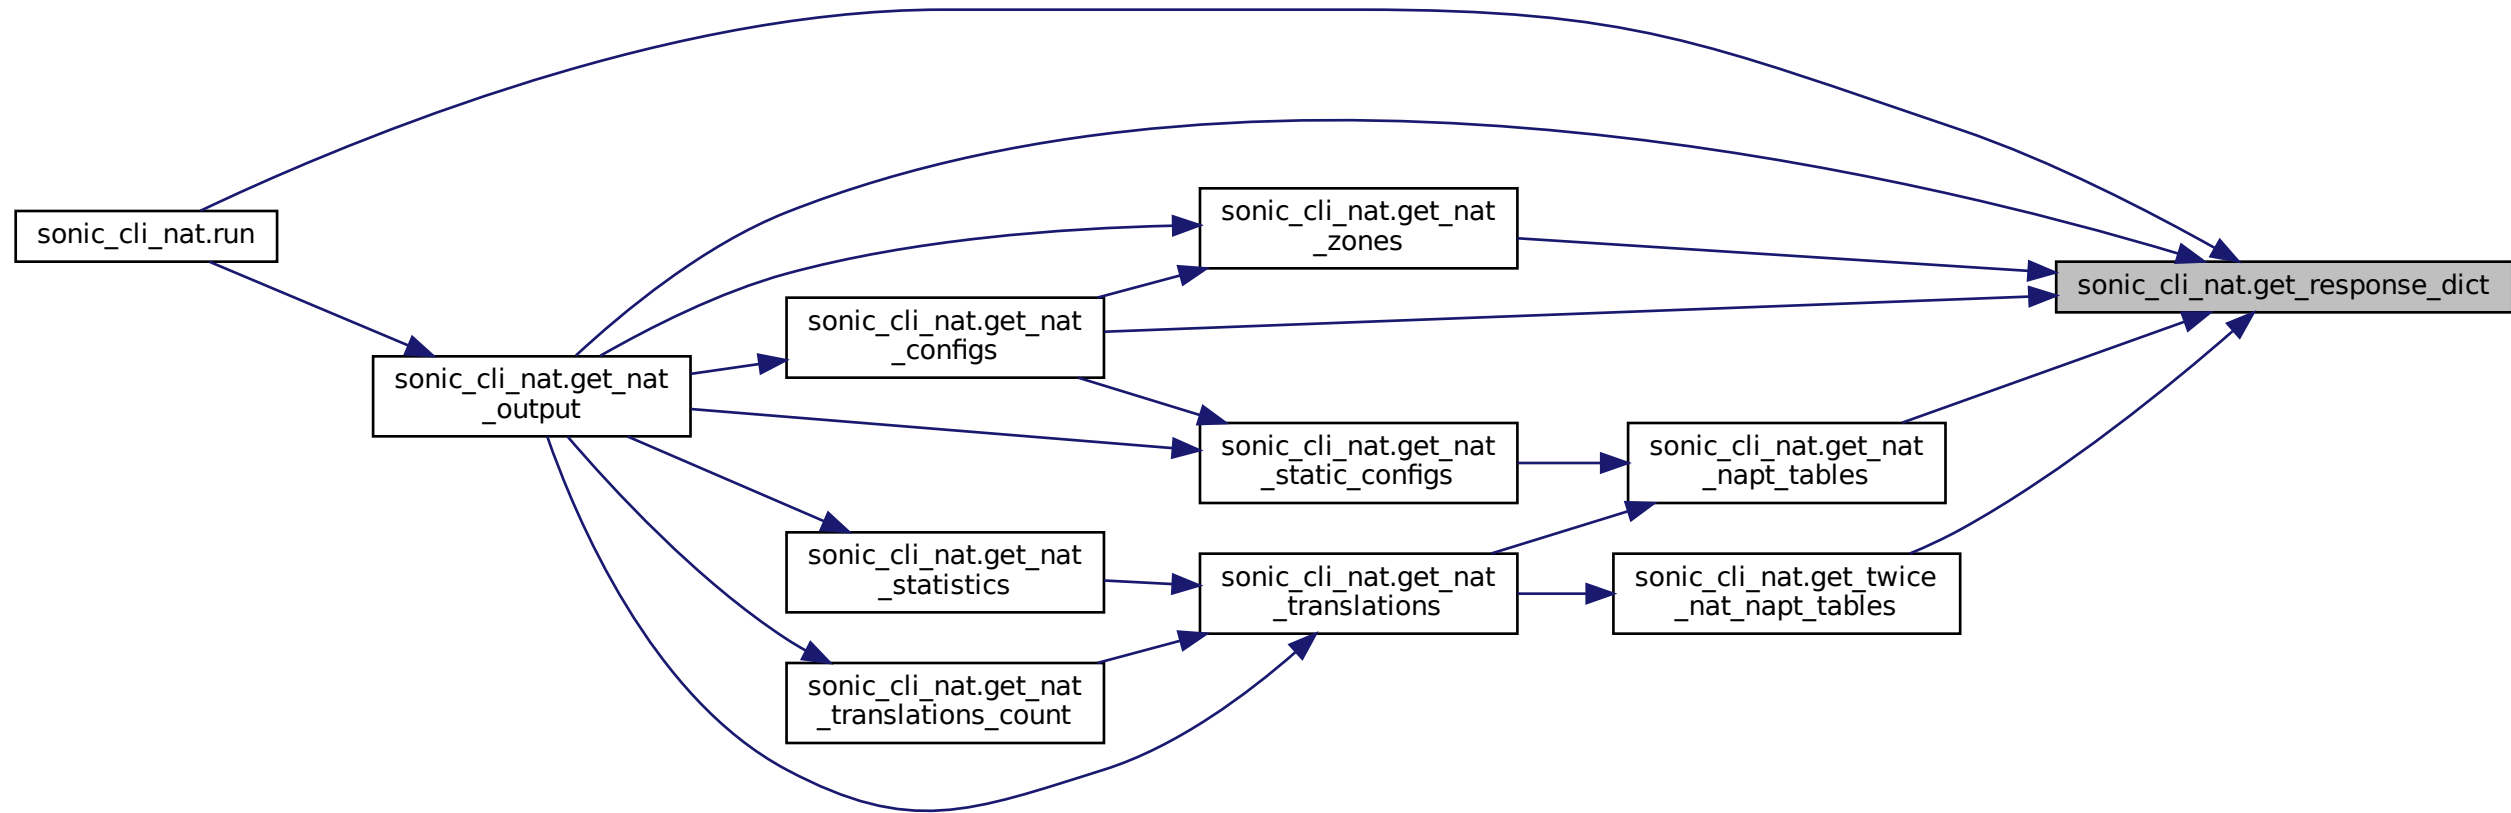 sonic_cli_nat.run
sonic_cli_nat.get_nat
_output
sonic_cli_nat.get_nat
_zones
sonic_cli_nat.get_nat
_configs
sonic_cli_nat.get_nat
_static_configs
sonic_cli_nat.get_nat
_statistics
sonic_cli_nat.get_nat
_translations
sonic_cli_nat.get_nat
_translations_count
sonic_cli_nat.get_nat
_napt_tables
sonic_cli_nat.get_twice
_nat_napt_tables
sonic_cli_nat.get_response_dict